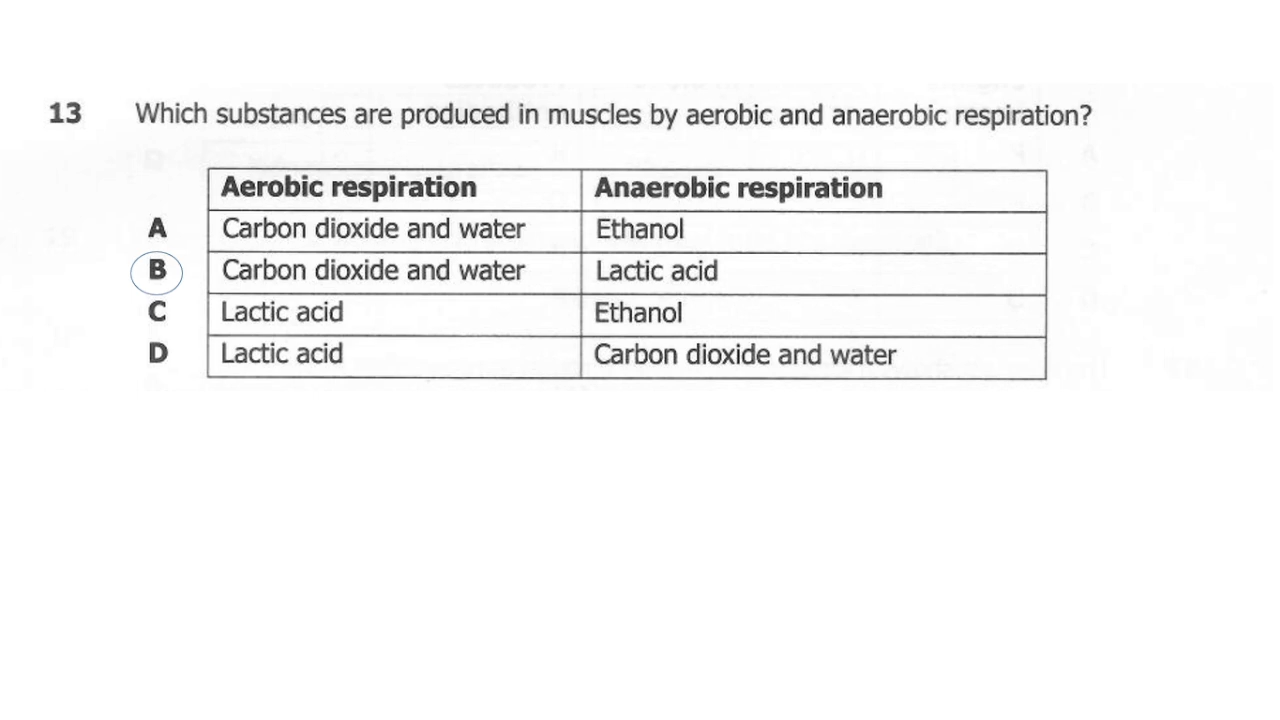 13 Which substances are produced in muscles by aerobic and anaerobic respiration?
Aerobic respiration Anaerobic respiration
A Carbon dioxide and water Ethanol
B Carbon dioxide and water Lactic acid
C Lactic acid Ethanol
D Lactic acid Carbon dioxide and water